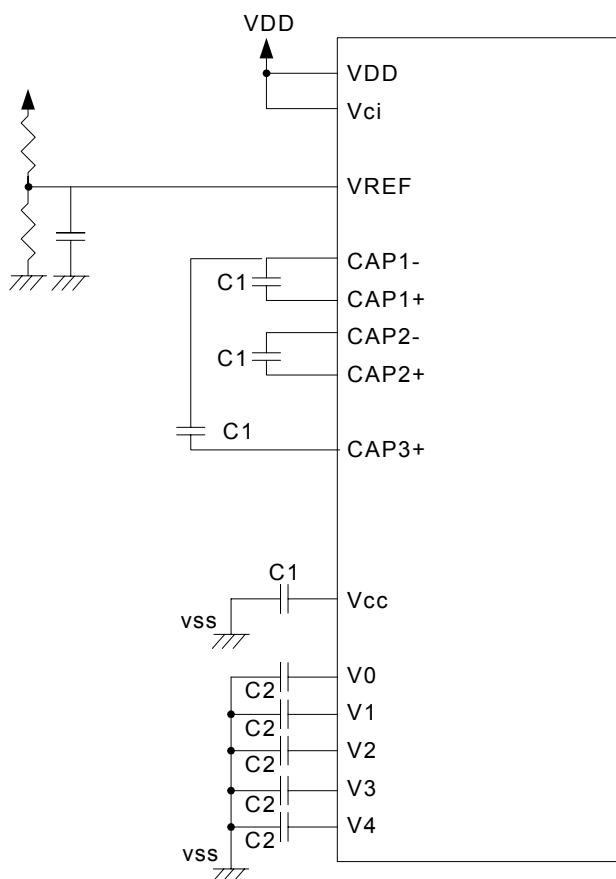 VDD
VDD
Vci
VREF
CAP1-
C1
CAP1+
CAP2-
C1
CAP2+
C1
CAP3+
C1
Vcc
vss
V0
C2
V1
C2
V2
C2
V3
C2
V4
C2
vss